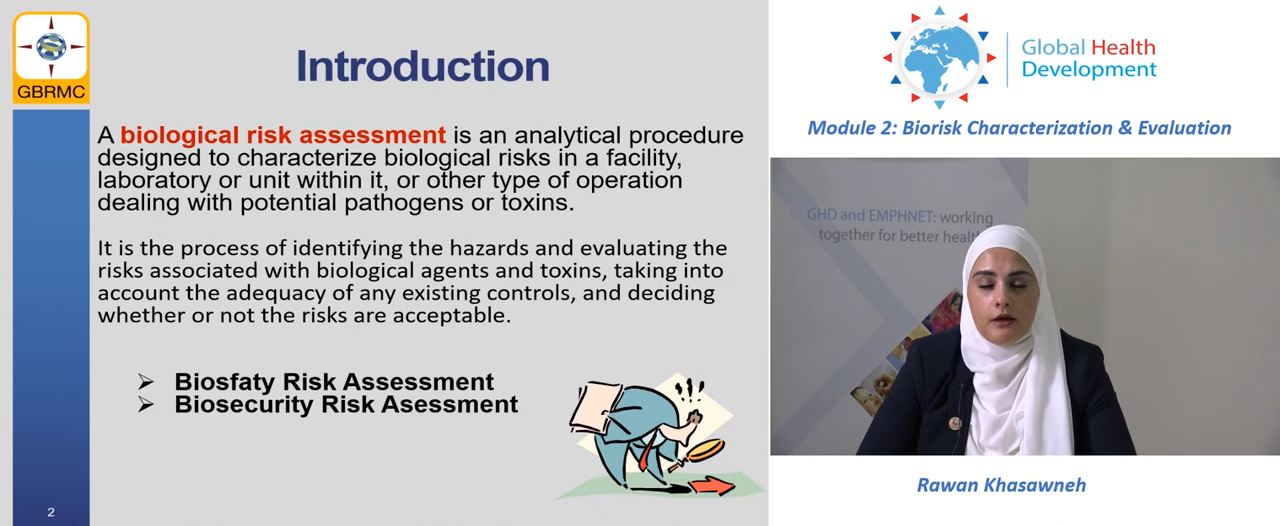 GBRMC
Introduction
A biological risk assessment is an analytical procedure
designed to characterize biological risks in a facility,
laboratory or unit within it, or other type of operation
dealing with potential pathogens or toxins.
It is the process of identifying the hazards and evaluating the
risks associated with biological agents and toxins, taking into
account the adequacy of any existing controls, and deciding
whether or not the risks are acceptable.
Biosfaty Risk Assessment
Biosecurity Risk Asessment
2
Global Health
Development
Module 2: Biorisk Characterization & Evaluation
GHD and EMPHNET: working
together for better
Rawan Khasawneh